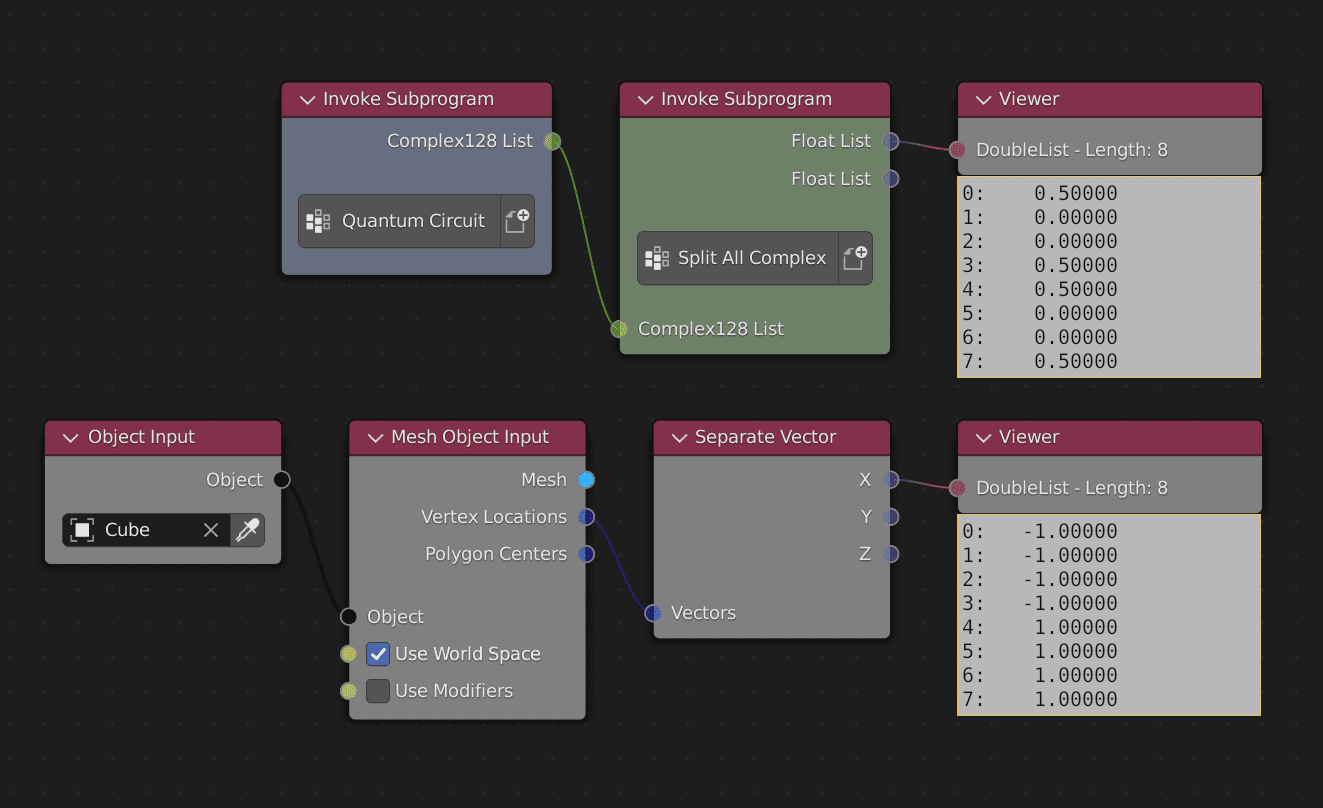 Invoke Subprogram
Complex128 List
Quantum Circuit
Invoke Subprogram
Float List
Float List
Split All Complex
Complex128 List
Viewer
DoubleList - Length: 8
0: 0.50000
1: 0.00000
2: 0.00000
3: 0.50000
4: 0.50000
5: 0.00000
6: 0.00000
7: 0.50000
Object Input
Object
Cube
Mesh Object Input
Mesh
Vertex Locations
Polygon Centers
Object
Use World Space
Use Modifiers
Separate Vector
X
Y
Z
Vectors
Viewer
DoubleList - Length: 8
0: -1.00000
1: -1.00000
2: -1.00000
3: -1.00000
4: 1.00000
5: 1.00000
6: 1.00000
7: 1.00000